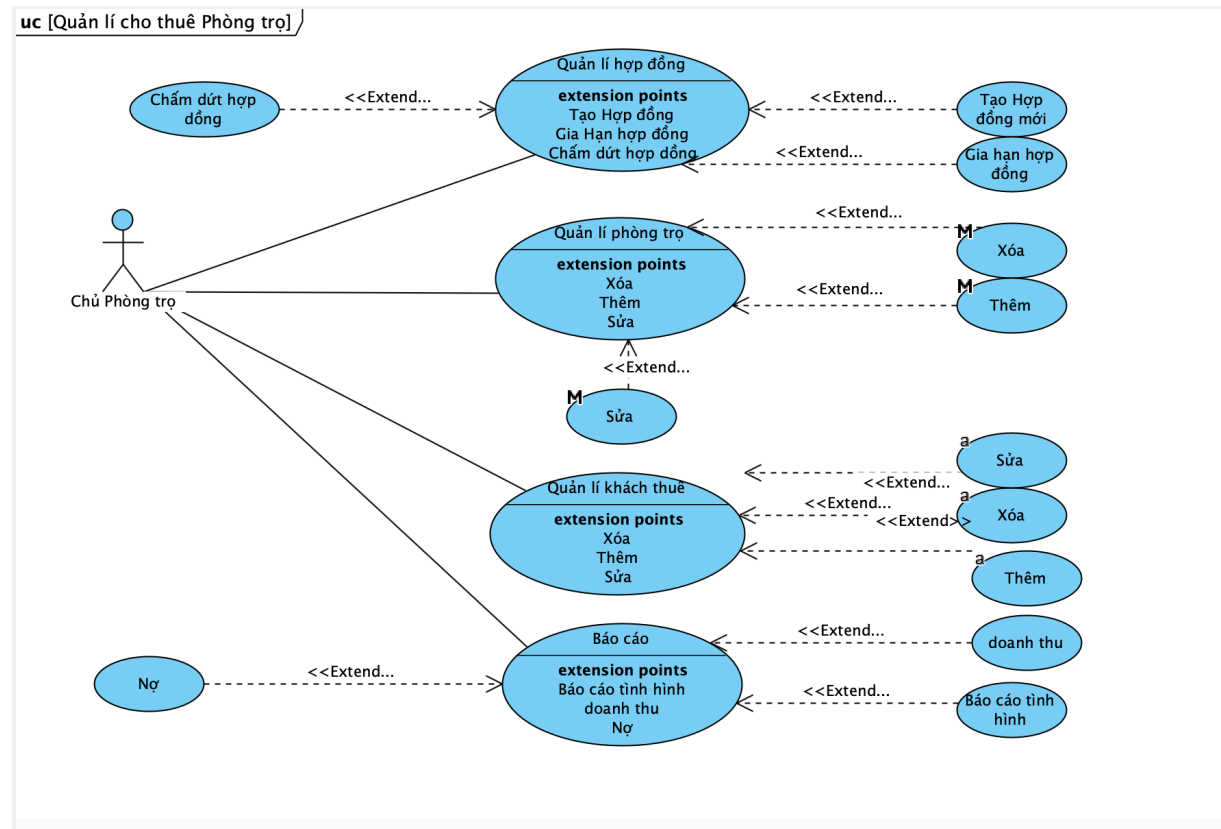 uc [Quản lí cho thuê Phòng trọ]
Chấm dứt hợp
dồng
<<Extend...
Quản lí hợp đồng
extension points
Tạo Hợp đồng
Gia Hạn hợp đồng
Chấm dứt hợp dồng
<<Extend...
Tạo Hợp
đồng mới
<<Extend...
Gia hạn hợp
đồng
Chủ Phòng trọ
Quản lí phòng trọ
extension points
Xóa
Thêm
Sửa
<<Extend...
M
Xóa
<<Extend...
M
Thêm
<<Extend...
M
Sửa
Quản lí khách thuê
extension points
Xóa
Thêm
Sửa
a
Sửa
<<Extend...
<<Extend...
a
Xóa
<<Extend>>
a
Thêm
Báo cáo
extension points
Báo cáo tình hình
doanh thu
Nợ
<<Extend...
doanh thu
Nợ
<<Extend...
<<Extend...
Báo cáo tình
hình